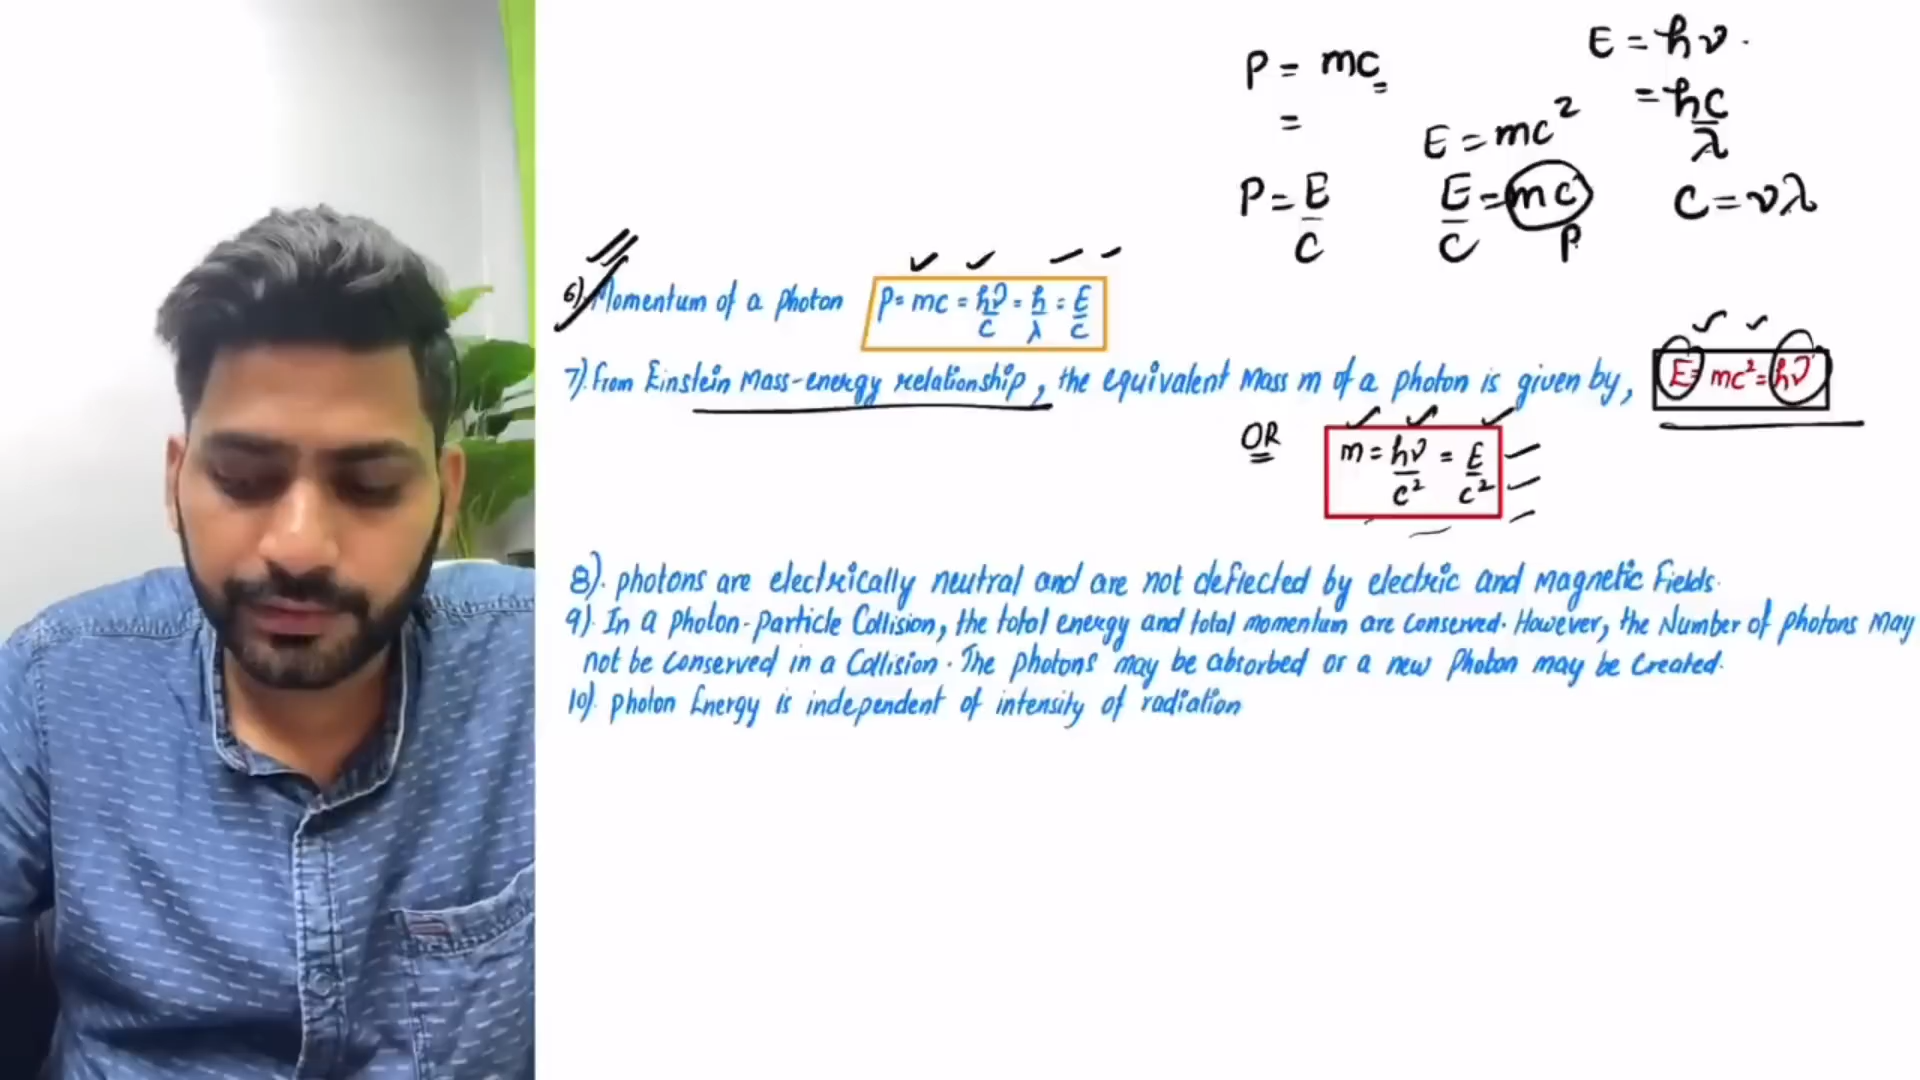 P = mc
=
E = hν
= hc/λ
E = mc²
P = E/C
E/C = mc
P
C = νλ
6). Momentum of a photon P = mc = hν/c = h/λ = E/c
7). From Einstein Mass-energy relationship, the equivalent Mass m of a photon is given by, E = mc² = hν
OR m = hν/c² = E/c²
8). photons are electrically neutral and are not deflected by electric and magnetic Fields.
9). In a Photon-Particle Collision, the total energy and total momentum are conserved. However, the Number of photons May
not be conserved in a Collision. The photons may be absorbed or a new Photon may be created.
10). photon Energy is independent of intensity of radiation